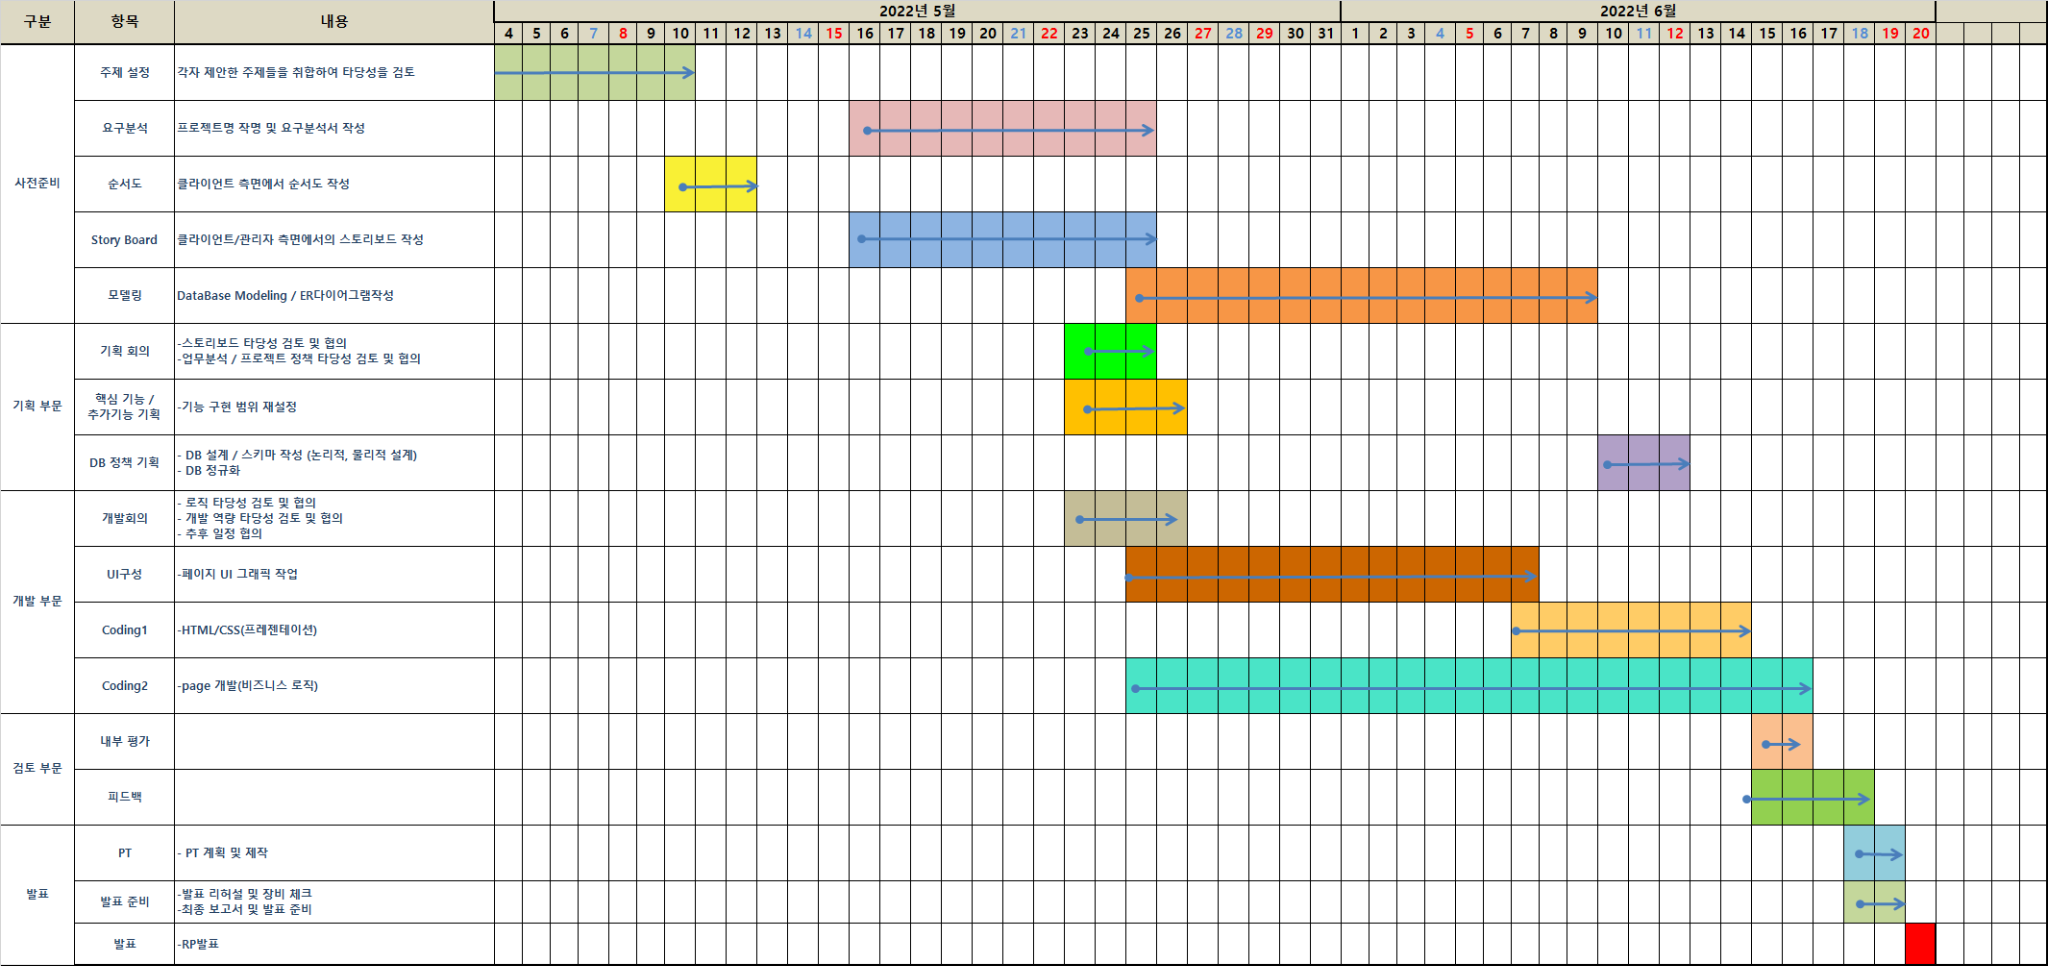 구분 항목 내용 2022년 5월 2022년 6월
4 5 6 7 8 9 10 11 12 13 14 15 16 17 18 19 20 21 22 23 24 25 26 27 28 29 30 31 1 2 3 4 5 6 7 8 9 10 11 12 13 14 15 16 17 18 19 20
사전준비
주제 설정 각자 제안한 주제들을 취합하여 타당성을 검토
요구분석 프로젝트명 작명 및 요구분석서 작성
순서도 클라이언트 측면에서 순서도 작성
Story Board 클라이언트/관리자 측면에서의 스토리보드 작성
모델링 DataBase Modeling / ER다이어그램작성
기획 부문
기획 회의
-스토리보드 타당성 검토 및 협의
-업무분석 / 프로젝트 정책 타당성 검토 및 협의
핵심 기능 /
추가기능 기획
-기능 구현 범위 재설정
DB 정책 기획
- DB 설계 / 스키마 작성 (논리적, 물리적 설계)
- DB 정규화
개발 부문
개발회의
- 로직 타당성 검토 및 협의
- 개발 역량 타당성 검토 및 협의
- 추후 일정 협의
UI구성 -페이지 UI 그래픽 작업
Coding1 -HTML/CSS(프레젠테이션)
Coding2 -page 개발(비즈니스 로직)
검토 부문
내부 평가
피드백
발표
PT - PT 계획 및 제작
발표 준비
-발표 리허설 및 장비 체크
-최종 보고서 및 발표 준비
발표 -RP발표